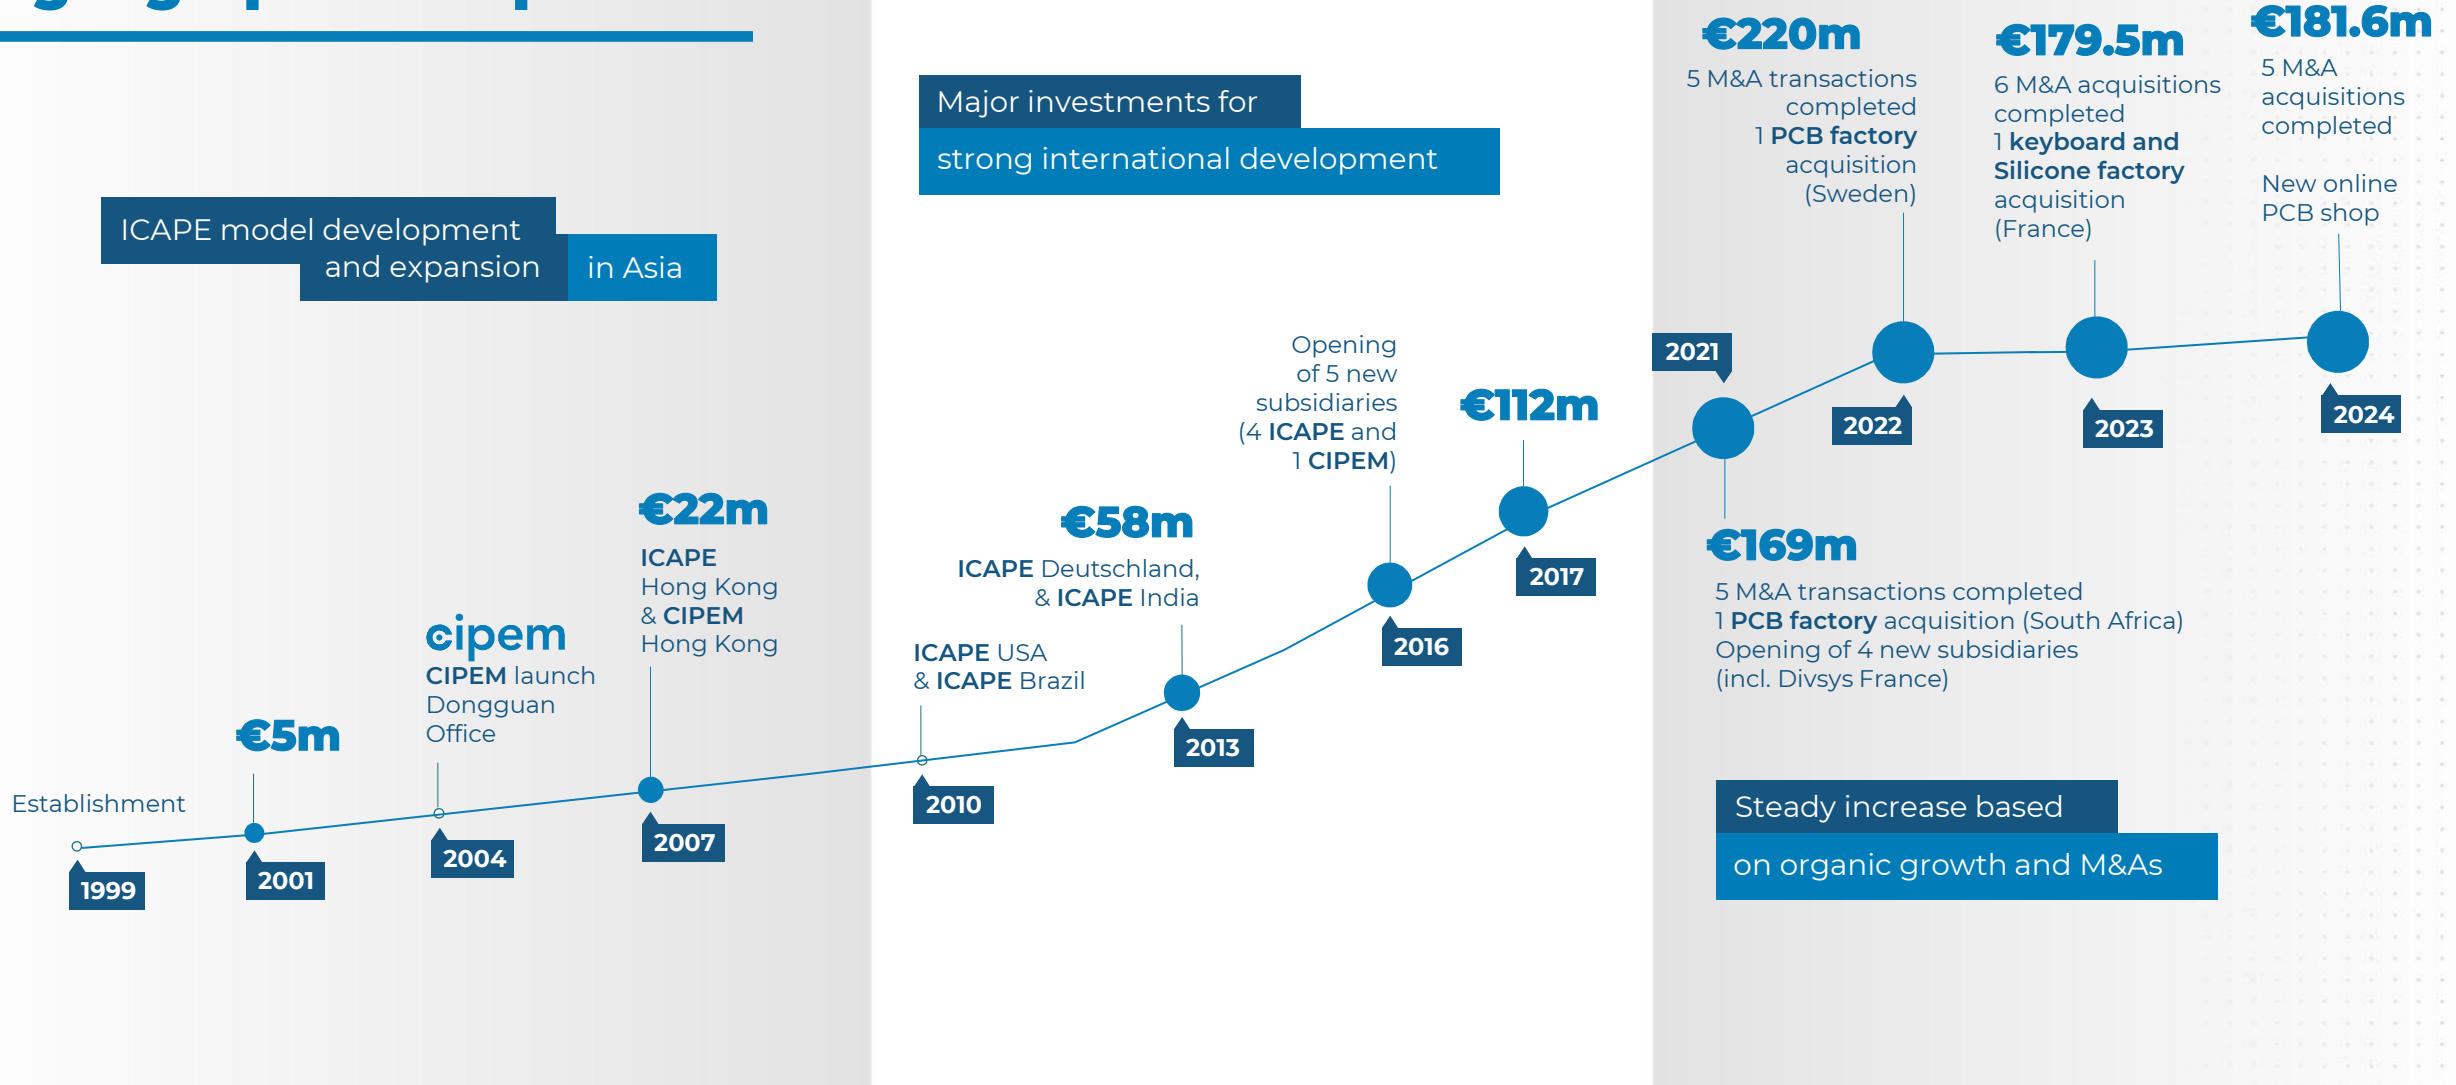 ICAPE model development
and expansion
in Asia
Establishment
1999
€5m
2001
cipem
CIPEM launch
Dongguan
Office
2004
€22m
ICAPE
Hong Kong
& CIPEM
Hong Kong
2007
Major investments for
strong international development
ICAPE USA
& ICAPE Brazil
2010
€58m
ICAPE Deutschland,
& ICAPE India
2013
Opening
of 5 new
subsidiaries
(4 ICAPE and
1 CIPEM)
2016
€112m
2017
2021
€169m
5 M&A transactions completed
1 PCB factory acquisition (South Africa)
Opening of 4 new subsidiaries
(incl. Divsys France)
€220m
5 M&A transactions
completed
1 PCB factory
acquisition
(Sweden)
2022
€179.5m
6 M&A acquisitions
completed
1 keyboard and
Silicone factory
acquisition
(France)
2023
€181.6m
5 M&A
acquisitions
completed
New online
PCB shop
2024
Steady increase based
on organic growth and M&As